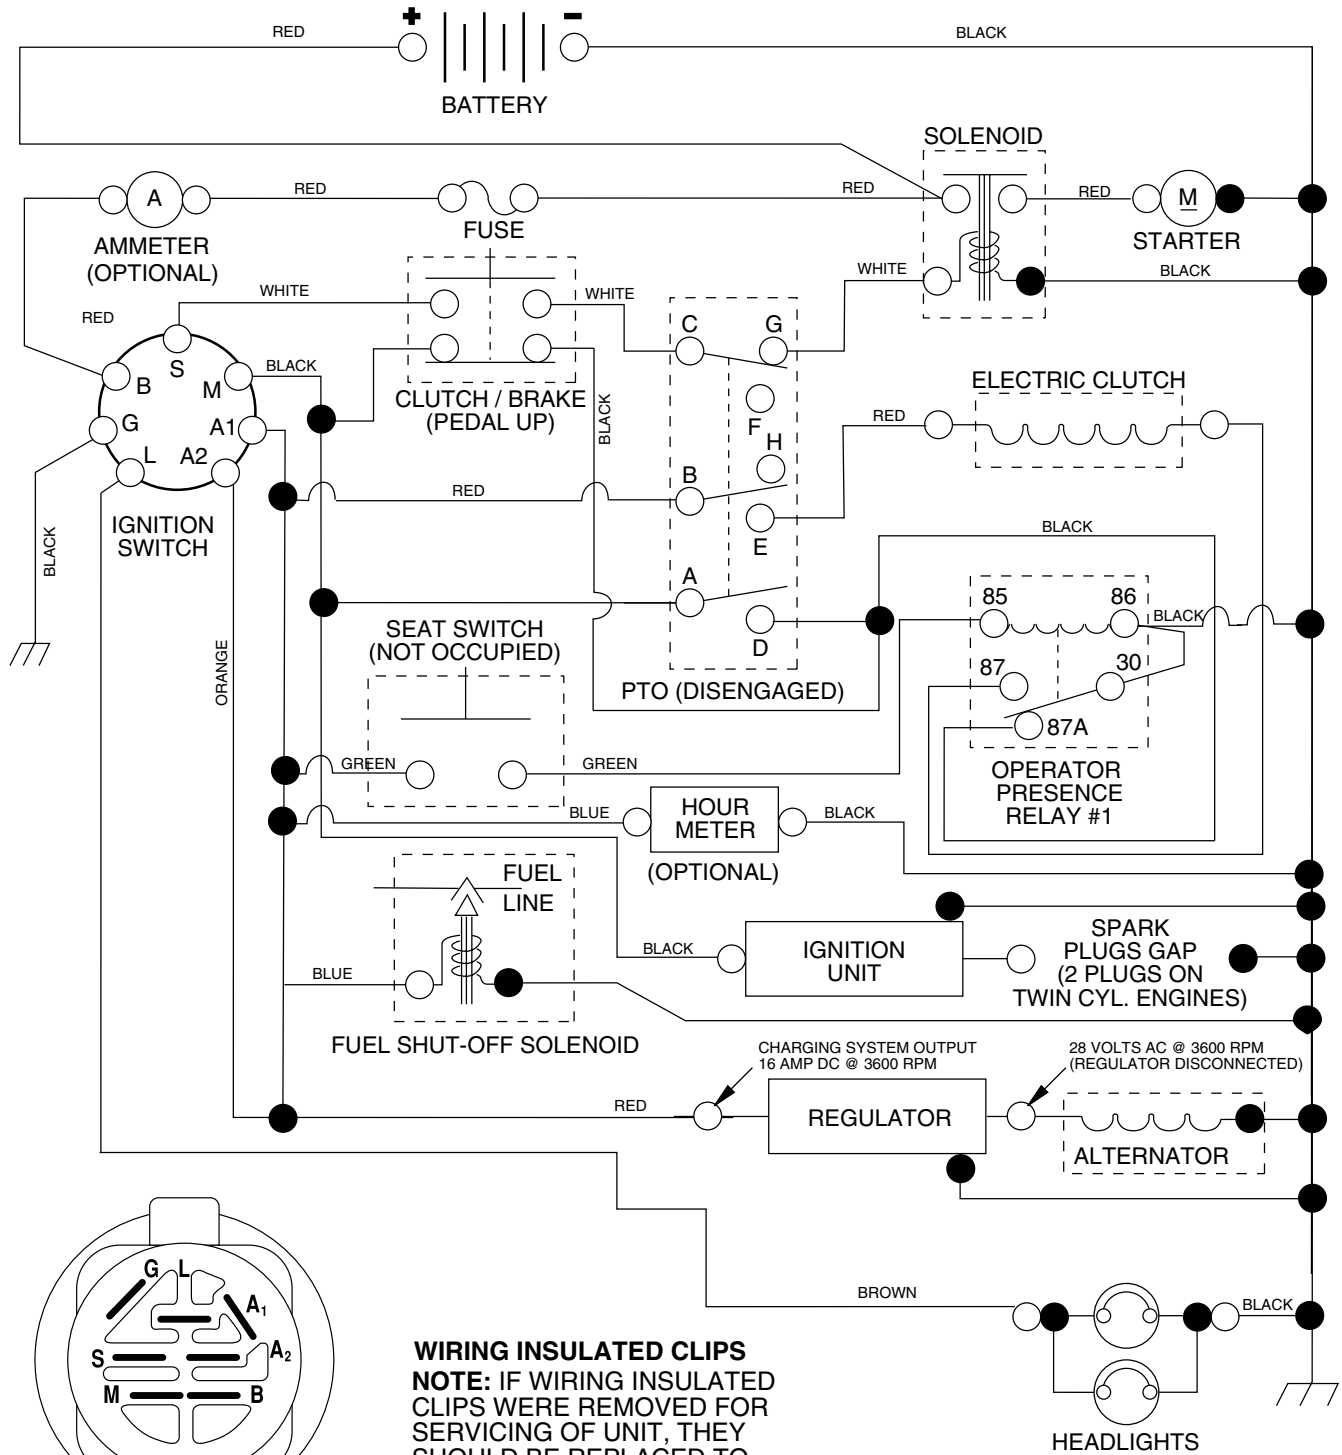 RED
+
-
BLACK
BATTERY
SOLENOID
A
RED
RED
RED
M
FUSE
STARTER
AMMETER
(OPTIONAL)
WHITE
BLACK
WHITE
WHITE
RED
C
G
S
B
M
BLACK
CLUTCH / BRAKE
(PEDAL UP)
BLACK
ELECTRIC CLUTCH
G
A1
F
RED
L
A2
H
B
RED
IGNITION
SWITCH
E
BLACK
BLACK
A
85
86
BLACK
SEAT SWITCH
(NOT OCCUPIED)
D
ORANGE
87
30
PTO (DISENGAGED)
87A
GREEN
GREEN
OPERATOR
PRESENCE
RELAY #1
BLUE
HOUR
METER
BLACK
(OPTIONAL)
FUEL
LINE
BLACK
IGNITION
UNIT
SPARK
PLUGS GAP
(2 PLUGS ON
TWIN CYL. ENGINES)
BLUE
FUEL SHUT-OFF SOLENOID
CHARGING SYSTEM OUTPUT
16 AMP DC @ 3600 RPM
28 VOLTS AC @ 3600 RPM
(REGULATOR DISCONNECTED)
RED
REGULATOR
ALTERNATOR
G
L
A1
S
A2
M
B
BROWN
BLACK
HEADLIGHTS
WIRING INSULATED CLIPS
NOTE: IF WIRING INSULATED
CLIPS WERE REMOVED FOR
SERVICING OF UNIT, THEY
SHOULD BE REPLACED TO